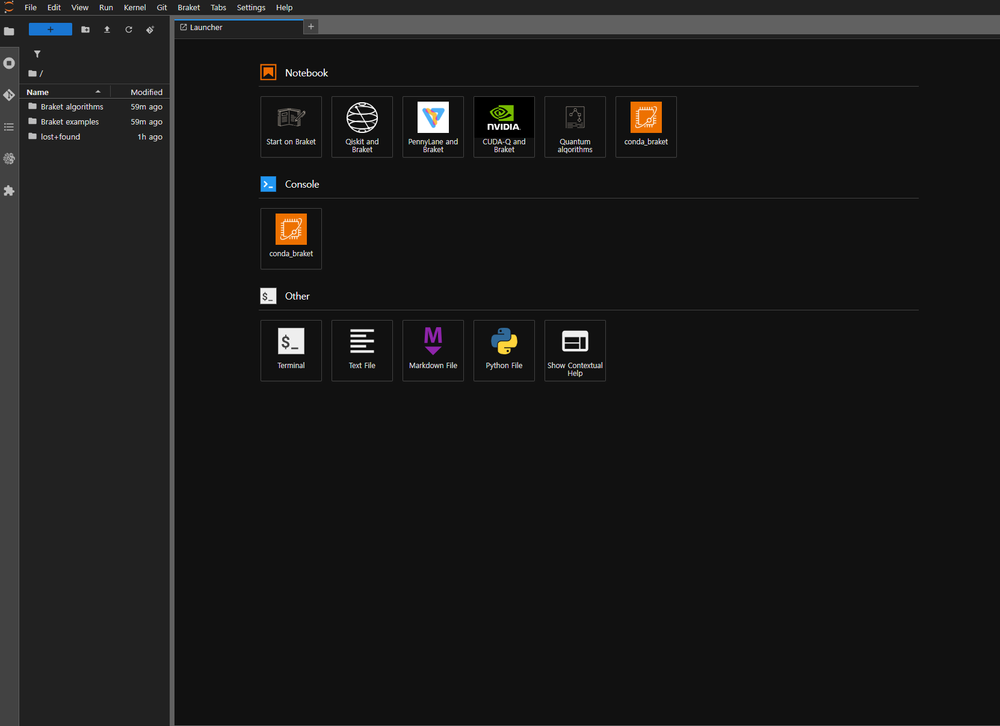 File Edit View Run Kernel Git Braket Tabs Settings Help
Launcher
/
Name Modified
Braket algorithms 59m ago
Braket examples 59m ago
lost+found 1h ago
Notebook
Start on Braket
Qiskit and
Braket
PennyLane and
Braket
NVIDIA.
CUDA-Q and
Braket
Quantum
algorithms
conda_braket
Console
conda_braket
$_
Other
$_
Terminal
Text File
M
Markdown File
Python File
Show Contextual
Help